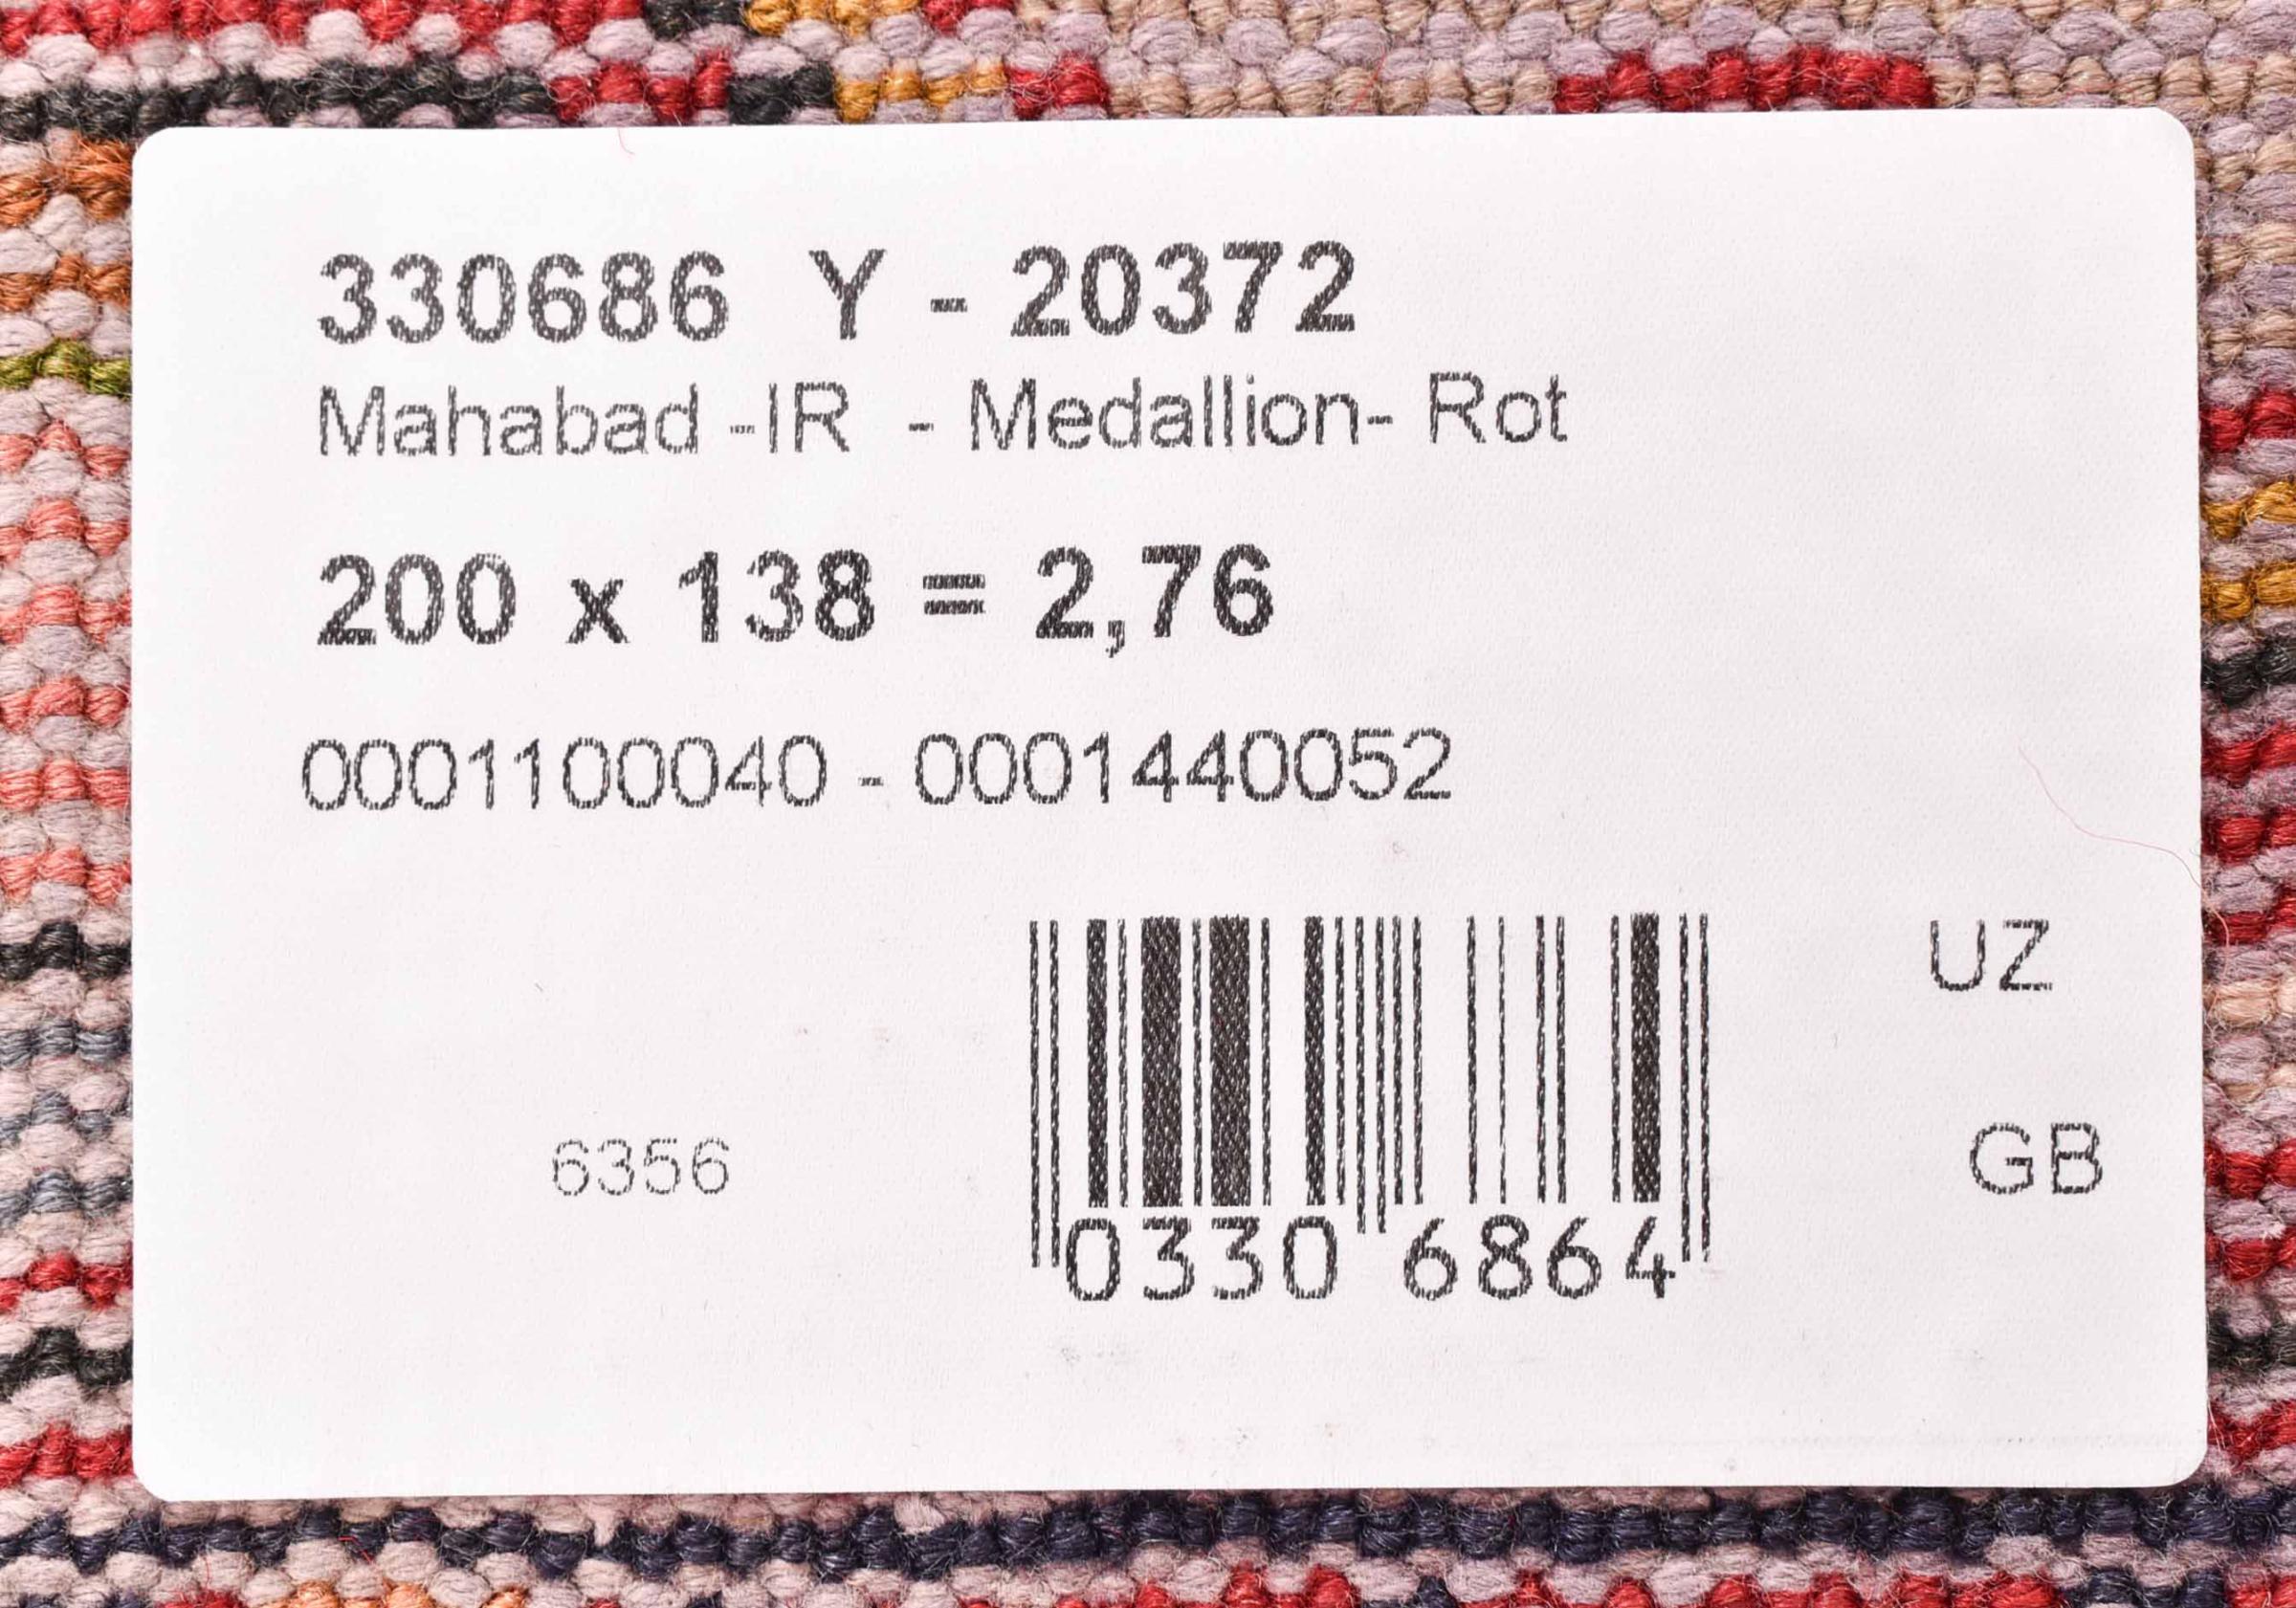 330686 Y - 20372
Mahabad -IR - Medallion- Rot
200 x 138 = 2,76
0001100040 - 0001440052
UZ
6356
GB
0330 6864